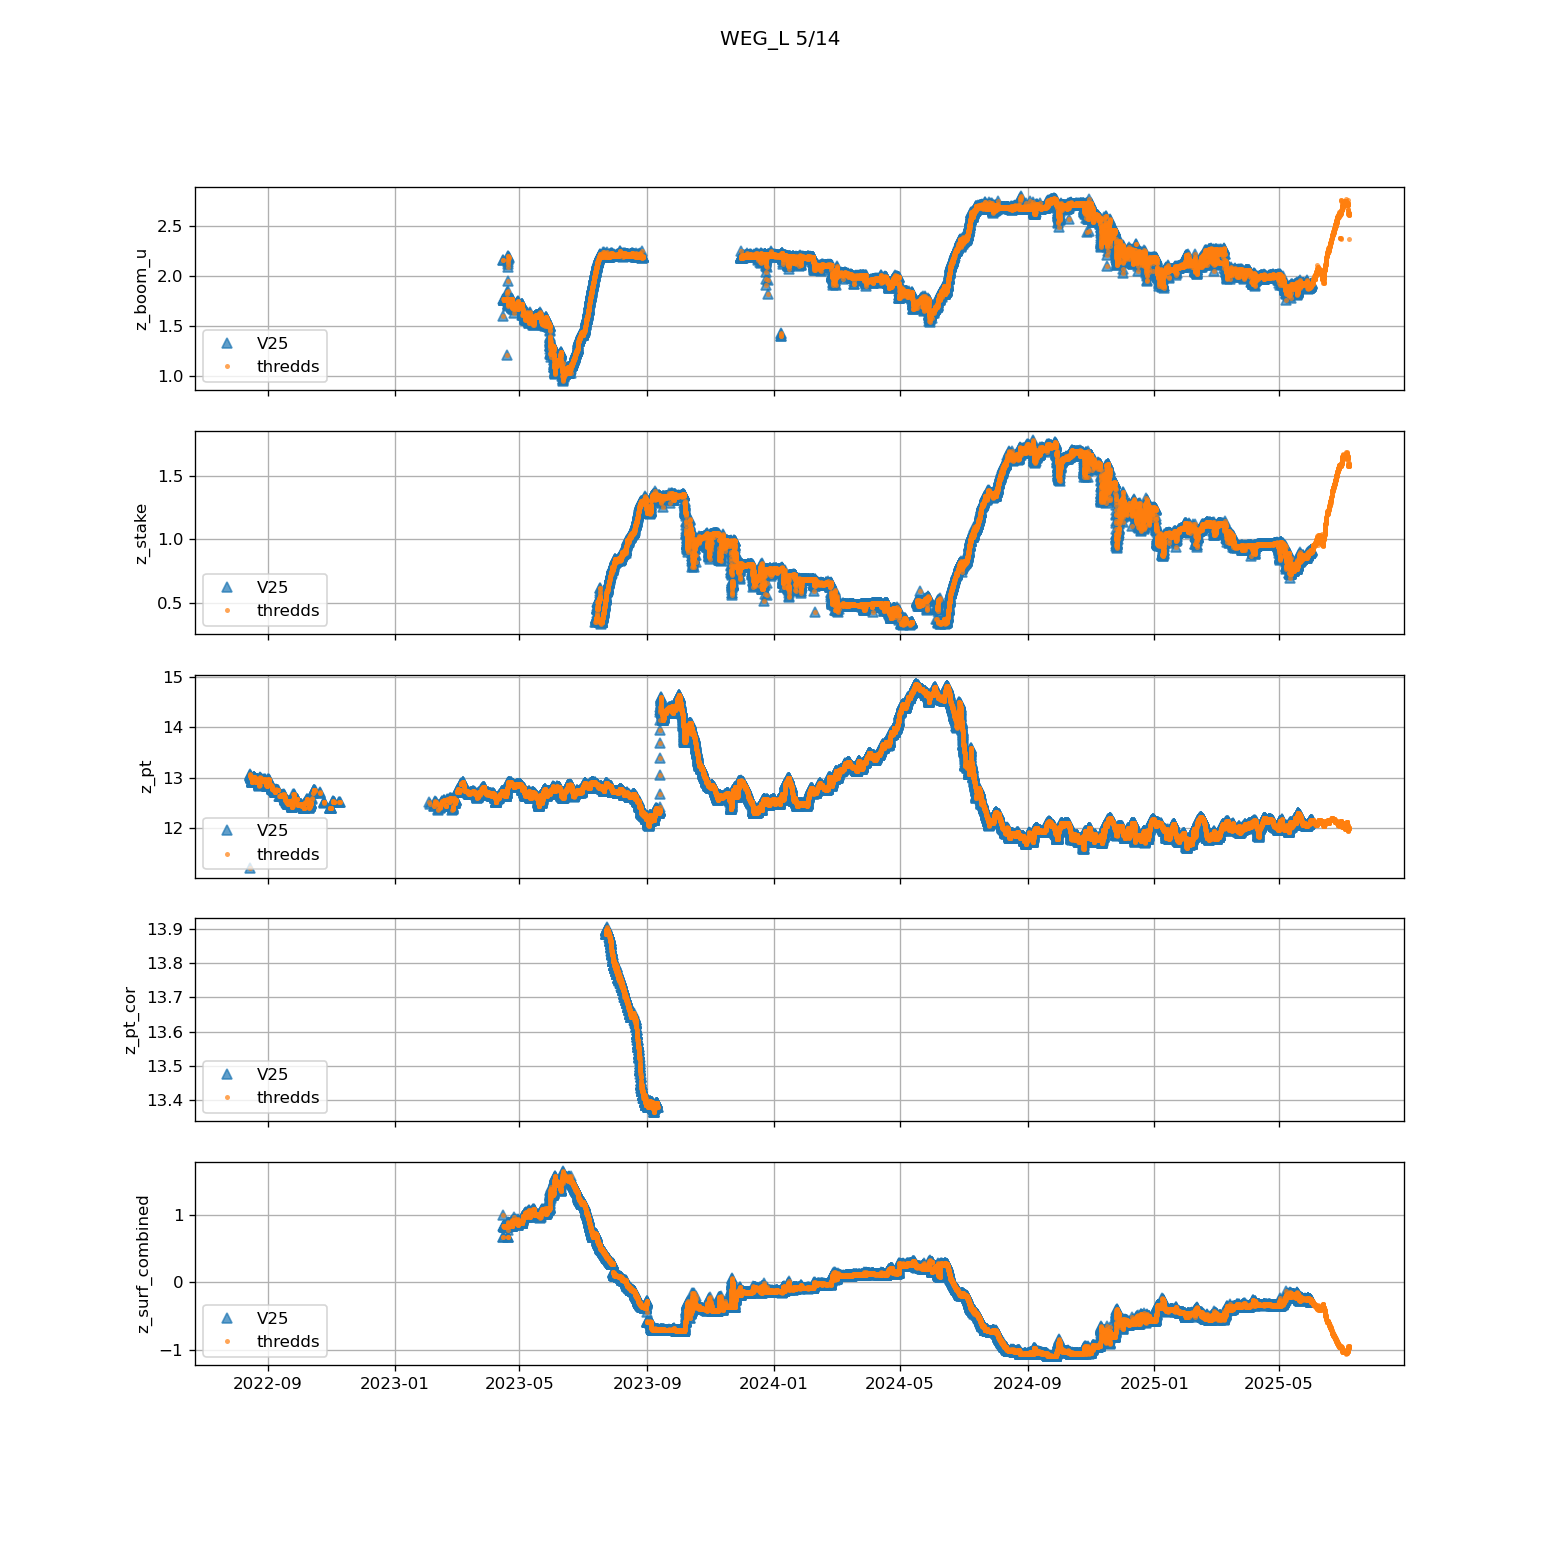 WEG_L 5/14
z_boom_u
2.5
2.0
1.5
1.0
V25
thredds
z_stake
1.5
1.0
0.5
V25
thredds
z_pt
15
14
13
12
V25
thredds
z_pt_cor
13.9
13.8
13.7
13.6
13.5
13.4
V25
thredds
z_surf_combined
1
0
−1
V25
thredds
2022-09
2023-01
2023-05
2023-09
2024-01
2024-05
2024-09
2025-01
2025-05